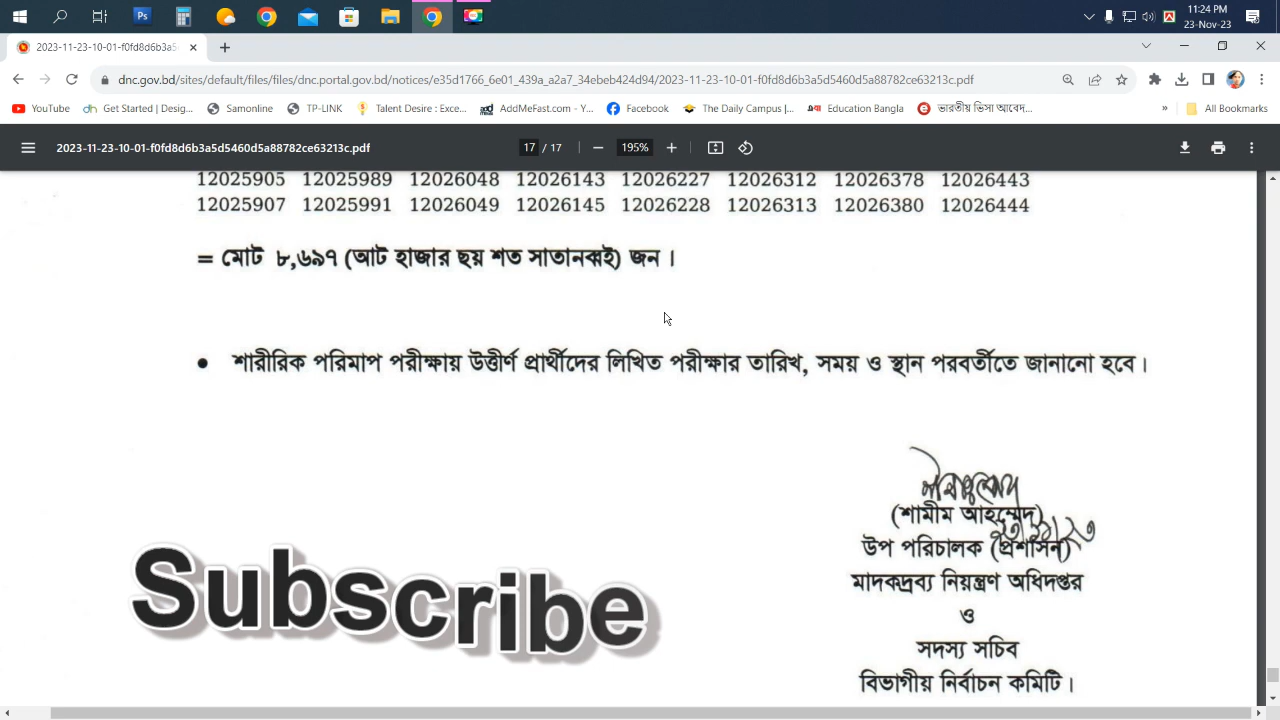 11:24 PM
23-Nov-23
2023-11-23-10-01-f0fd8d6b3a5
dnc.gov.bd/sites/default/files/files/dnc.portal.gov.bd/notices/e35d1766_6e01_439a_a2a7_34ebeb424d94/2023-11-23-10-01-f0fd8d6b3a5d5460d5a88782ce63213c.pdf
YouTube Get Started | Desig... Samonline TP-LINK Talent Desire : Exce... AddMeFast.com - Y... Facebook The Daily Campus |... Education Bangla ভারতীয় ভিসা আবেদ... » All Bookmarks
2023-11-23-10-01-f0fd8d6b3a5d5460d5a88782ce63213c.pdf 17 / 17 195%
12025905 12025989 12026048 12026143 12026227 12026312 12026378 12026443
12025907 12025991 12026049 12026145 12026228 12026313 12026380 12026444
= মোট ৮,৬৯৭ (আট হাজার ছয় শত সাতানব্বই) জন।
• শারীরিক পরিমাপ পরীক্ষায় উত্তীর্ণ প্রার্থীদের লিখিত পরীক্ষার তারিখ, সময় ও স্থান পরবর্তীতে জানানো হবে।
(শামীম আহম্মেদ)
উপ পরিচালক (প্রশাসন)
মাদকদ্রব্য নিয়ন্ত্রণ অধিদপ্তর
ও
সদস্য সচিব
বিভাগীয় নির্বাচন কমিটি।
Subscribe